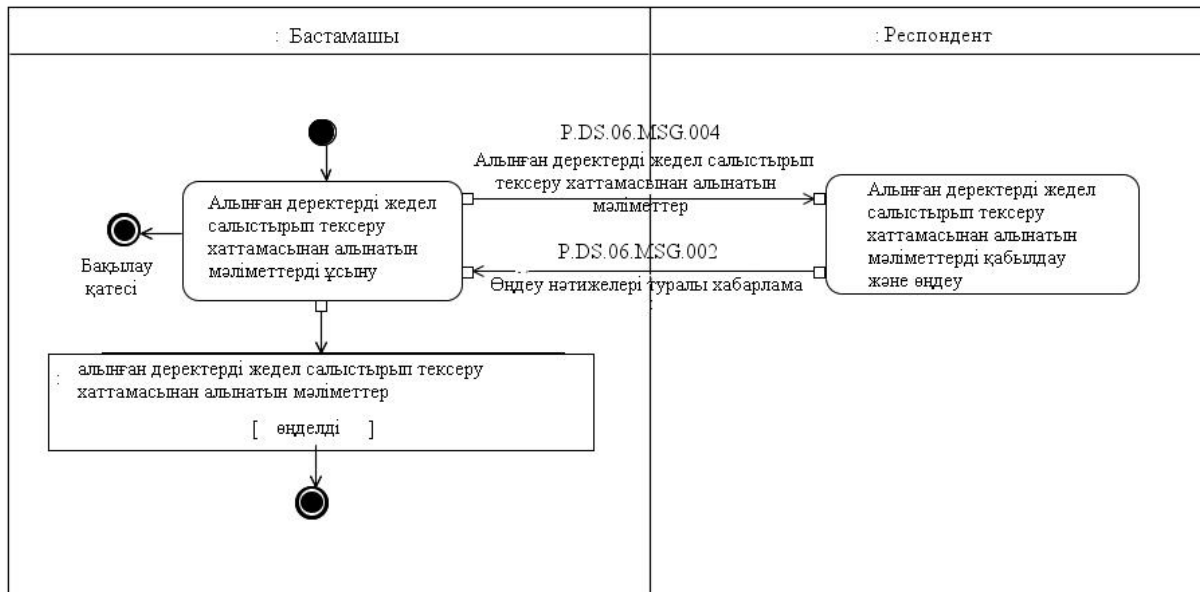 : Бастамашы
: Респондент
P.DS.06.MSG.004
Алынған деректерді жедел салыстырып
тексеру хаттамасынан алынатын
мәліметтер
Алынған деректерді жедел
салыстырып тексеру
хаттамасынан алынатын
мәліметтерді ұсыну
Алынған деректерді жедел
салыстырып тексеру
хаттамасынан алынатын
мәліметтерді қабылдау
және өңдеу
Бақылау
қатесі
P.DS.06.MSG.002
Өңдеу нәтижелері туралы хабарлама
:
алынған деректерді жедел салыстырып тексеру
: хаттамасынан алынатын мәліметтер
[ өңделді ]